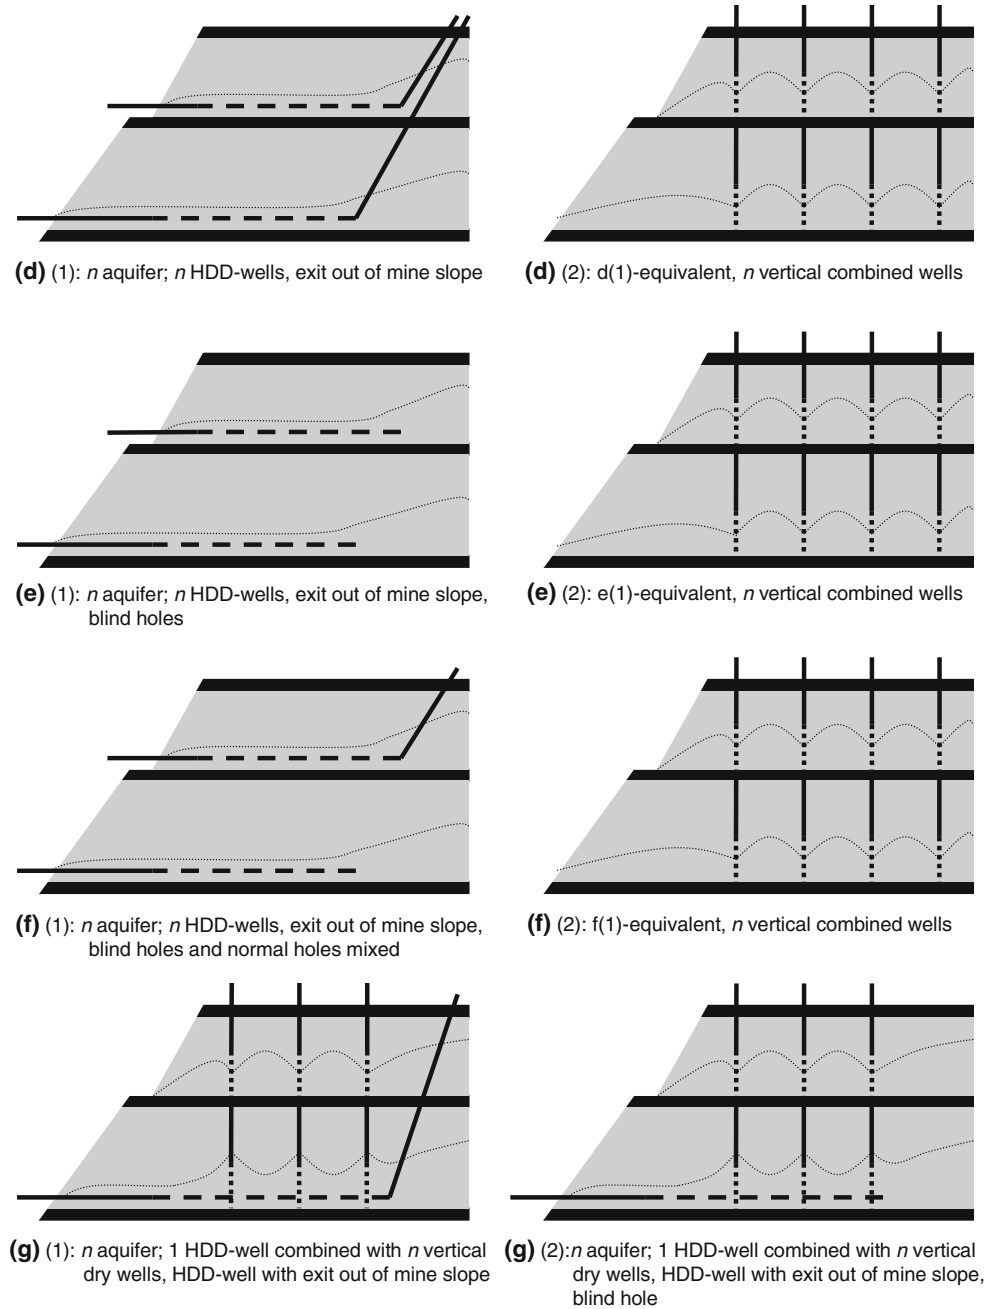 (d) (1): n aquifer; n HDD-wells, exit out of mine slope
(d) (2): d(1)-equivalent, n vertical combined wells
(e) (1): n aquifer; n HDD-wells, exit out of mine slope,
blind holes
(e) (2): e(1)-equivalent, n vertical combined wells
(f) (1): n aquifer; n HDD-wells, exit out of mine slope,
blind holes and normal holes mixed
(f) (2): f(1)-equivalent, n vertical combined wells
(g) (1): n aquifer; 1 HDD-well combined with n vertical
dry wells, HDD-well with exit out of mine slope
(g) (2):n aquifer; 1 HDD-well combined with n vertical
dry wells, HDD-well with exit out of mine slope,
blind hole